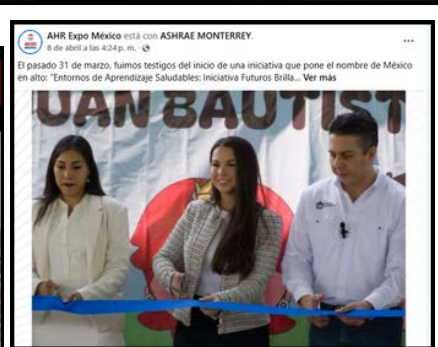 AHR Expo México está con ASHRAE MONTERREY.
8 de abril a las 4:24 p. m. ·
El pasado 31 de marzo, fuimos testigos del inicio de una iniciativa que pone el nombre de México
en alto: "Entornos de Aprendizaje Saludables: Iniciativa Futuros Brilla... Ver más
UAN BAUTIST